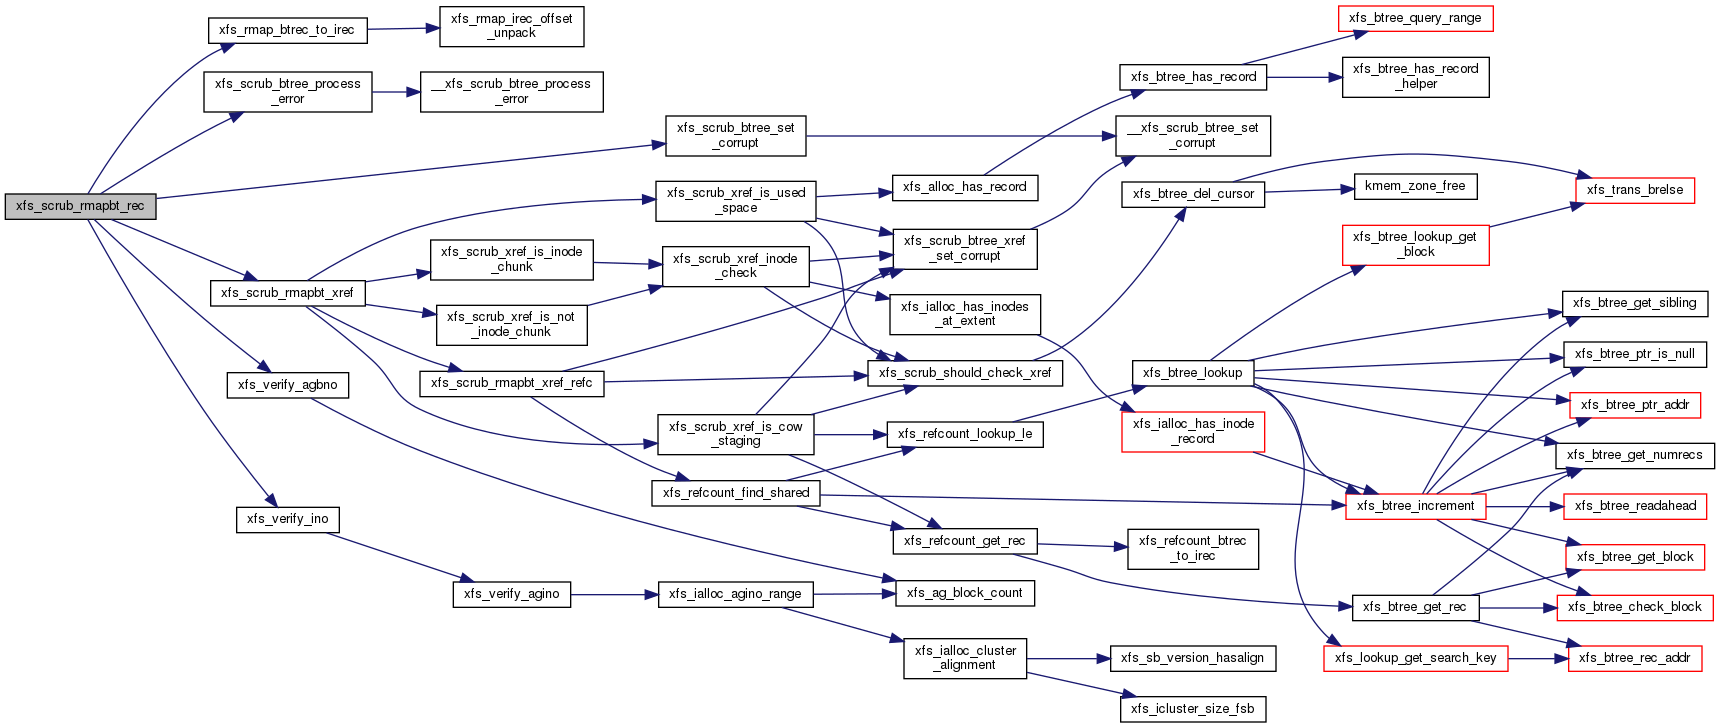 xfs_scrub_rmapbt_rec
xfs_rmap_btrec_to_irec
xfs_rmap_irec_offset
_unpack
xfs_scrub_btree_process
_error
__xfs_scrub_btree_process
_error
xfs_scrub_btree_set
_corrupt
__xfs_scrub_btree_set
_corrupt
xfs_scrub_rmapbt_xref
xfs_scrub_xref_is_used
_space
xfs_scrub_xref_is_inode
_chunk
xfs_scrub_xref_is_not
_inode_chunk
xfs_scrub_xref_inode
_check
xfs_scrub_rmapbt_xref_refc
xfs_scrub_xref_is_cow
_staging
xfs_refcount_find_shared
xfs_verify_agbno
xfs_verify_ino
xfs_verify_agino
xfs_ialloc_agino_range
xfs_alloc_has_record
xfs_scrub_btree_xref
_set_corrupt
xfs_ialloc_has_inodes
_at_extent
xfs_scrub_should_check_xref
xfs_refcount_lookup_le
xfs_refcount_get_rec
xfs_ag_block_count
xfs_ialloc_cluster
_alignment
xfs_btree_has_record
xfs_btree_query_range
xfs_btree_has_record
_helper
xfs_btree_del_cursor
kmem_zone_free
xfs_trans_brelse
xfs_btree_lookup_get
_block
xfs_btree_lookup
xfs_ialloc_has_inode
_record
xfs_refcount_btrec
_to_irec
xfs_sb_version_hasalign
xfs_icluster_size_fsb
xfs_btree_increment
xfs_btree_get_rec
xfs_lookup_get_search_key
xfs_btree_get_sibling
xfs_btree_ptr_is_null
xfs_btree_ptr_addr
xfs_btree_get_numrecs
xfs_btree_readahead
xfs_btree_get_block
xfs_btree_check_block
xfs_btree_rec_addr